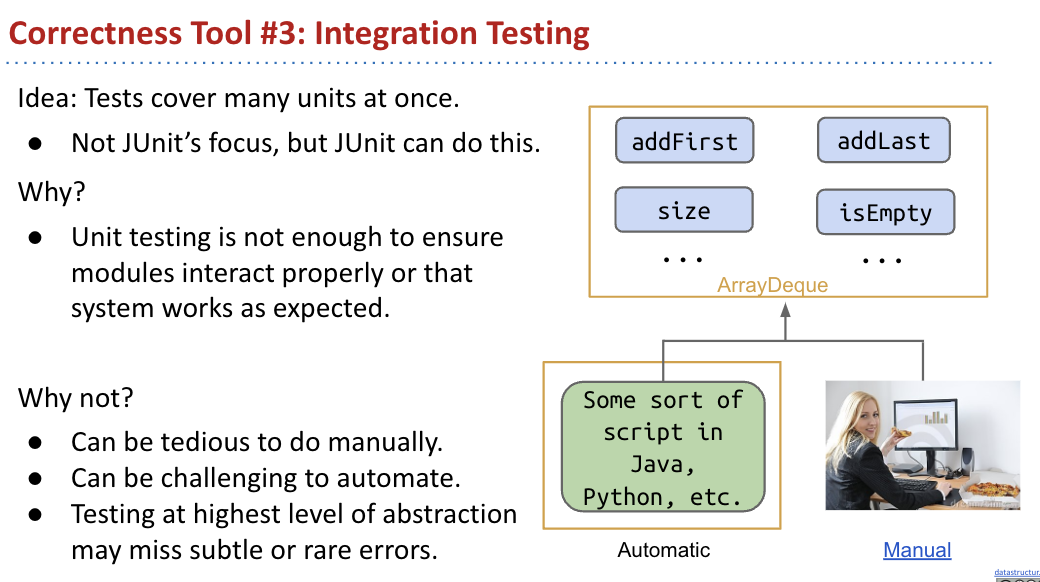 Correctness Tool #3: Integration Testing
Idea: Tests cover many units at once.
● Not JUnit’s focus, but JUnit can do this.
Why?
● Unit testing is not enough to ensure
modules interact properly or that
system works as expected.
Why not?
● Can be tedious to do manually.
● Can be challenging to automate.
● Testing at highest level of abstraction
may miss subtle or rare errors.
addFirst
addLast
size
isEmpty
...
...
ArrayDeque
Some sort of
script in
Java,
Python, etc.
Automatic
Manual
datastructur.